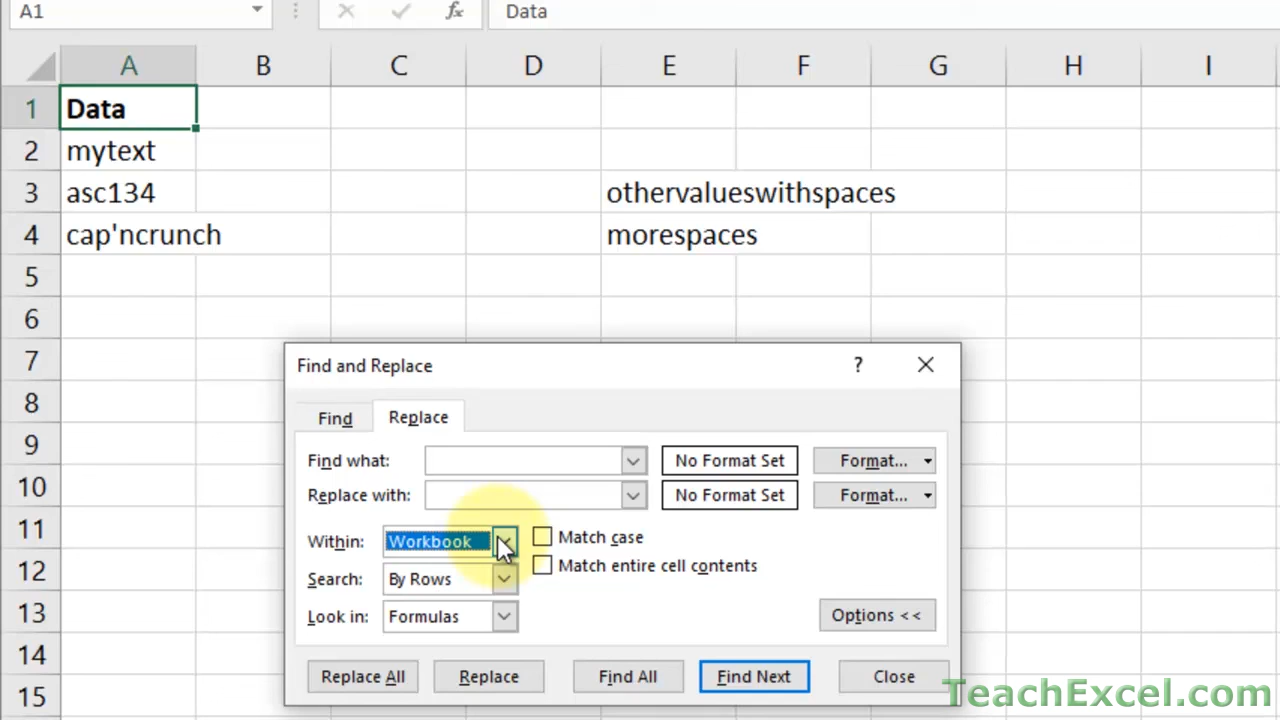 A1 fx Data
A B C D E F G H I
1 Data
2 mytext
3 asc134 othervalueswithspaces
4 cap'ncrunch morespaces
5
6
7
8
9
10
11
12
13
14
15
Find and Replace ?
Find Replace
Find what: No Format Set Format...
Replace with: No Format Set Format...
Within: Workbook Match case
Search: By Rows Match entire cell contents
Look in: Formulas Options <<
Replace All Replace Find All Find Next Close
TeachExcel.com